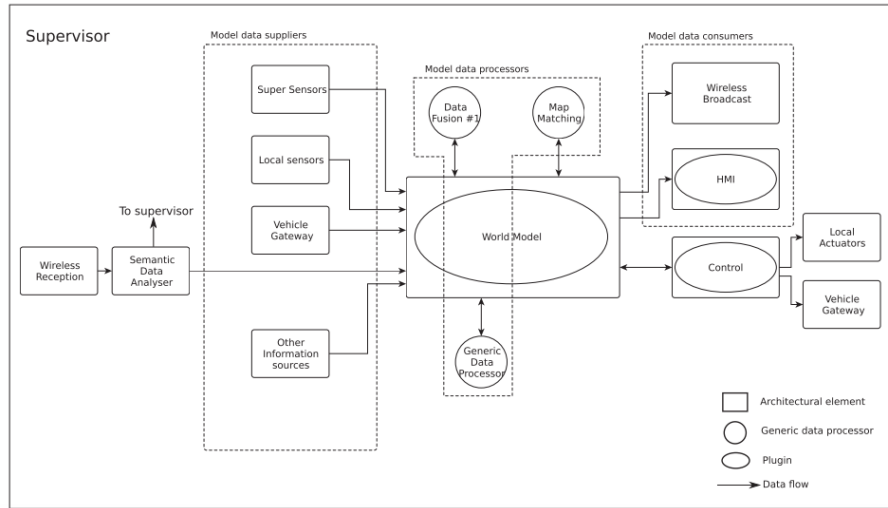 Supervisor
Model data suppliers
Model data consumers
Model data processors
Super Sensors
Data
Fusion #1
Map
Matching
Wireless
Broadcast
Local sensors
HMI
To supervisor
Vehicle
Gateway
World Model
Local
Actuators
Wireless
Reception
Semantic
Data
Analyser
Control
Vehicle
Gateway
Other
Information
sources
Generic
Data
Processor
Architectural element
Generic data processor
Plugin
Data flow